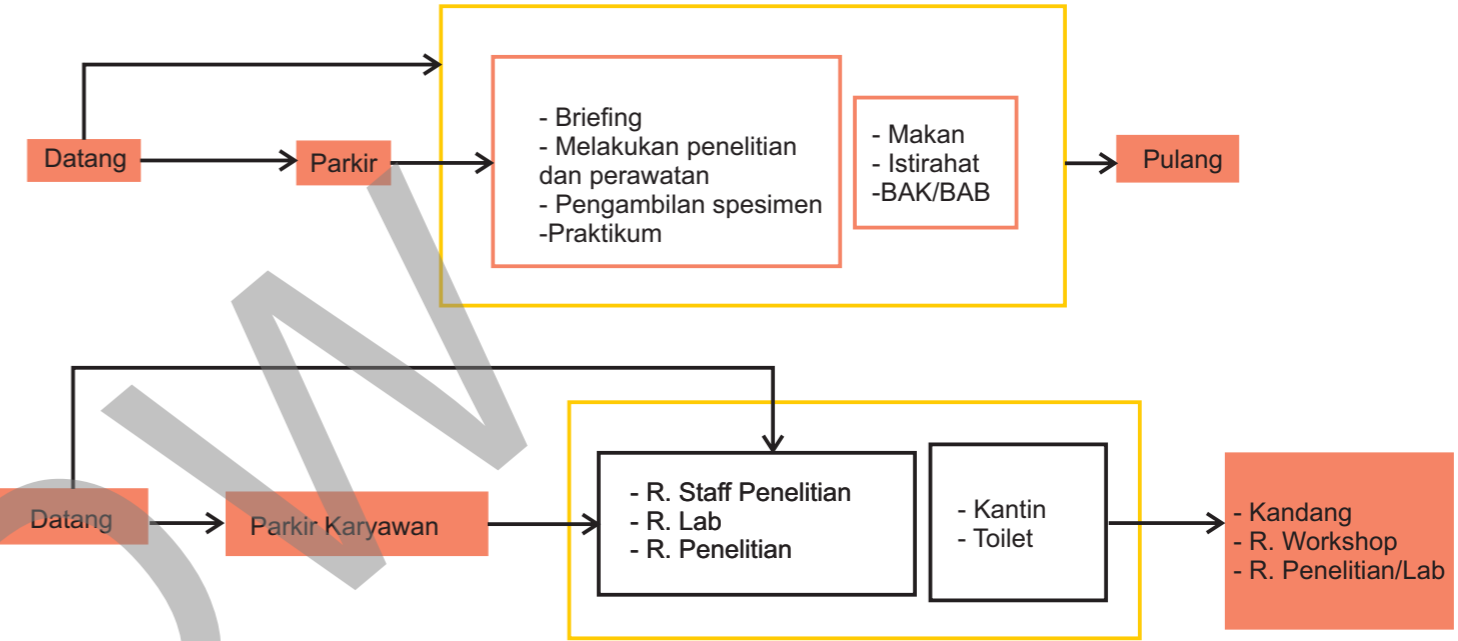 Datang
Parkir
- Briefing
- Melakukan penelitian
dan perawatan
- Pengambilan spesimen
-Praktikum
- Makan
- Istirahat
-BAK/BAB
Pulang
Datang
Parkir Karyawan
- R. Staff Penelitian
- R. Lab
- R. Penelitian
- Kantin
- Toilet
- Kandang
- R. Workshop
- R. Penelitian/Lab